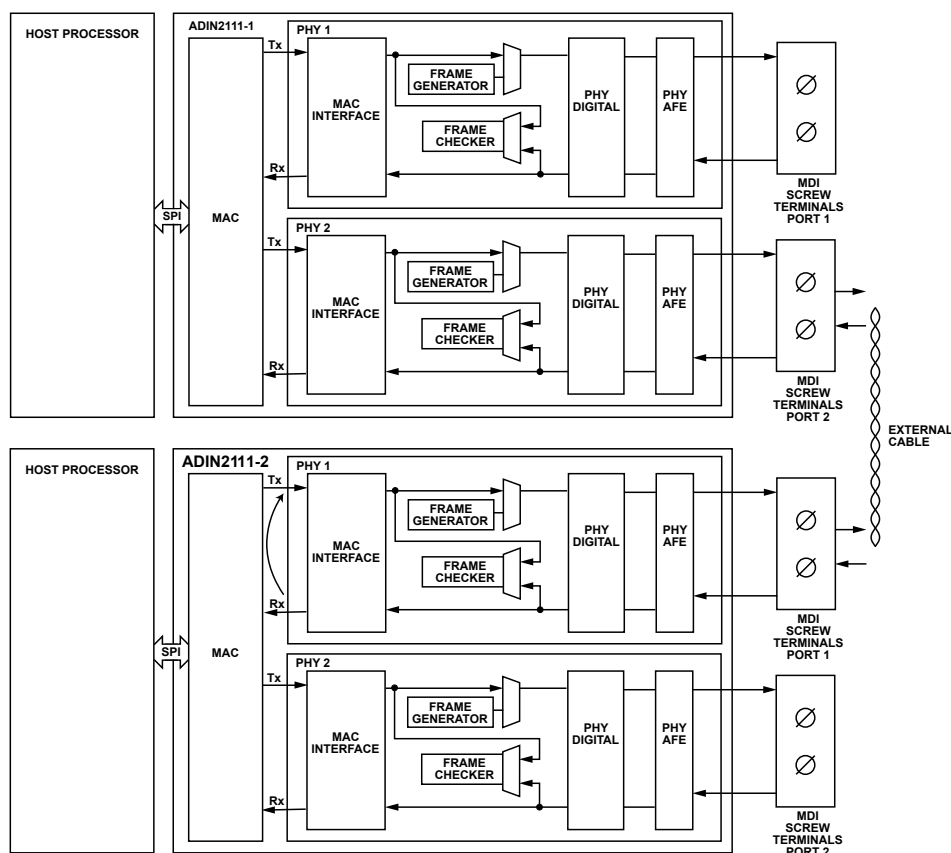 HOST PROCESSOR
ADIN2111-1
MAC
SPI
Tx
Rx
PHY 1
MAC
INTERFACE
FRAME
GENERATOR
FRAME
CHECKER
PHY
DIGITAL
PHY
AFE
MDI
SCREW
TERMINALS
PORT 1
Tx
Rx
PHY 2
MAC
INTERFACE
FRAME
GENERATOR
FRAME
CHECKER
PHY
DIGITAL
PHY
AFE
MDI
SCREW
TERMINALS
PORT 2
EXTERNAL
CABLE
HOST PROCESSOR
ADIN2111-2
MAC
SPI
Tx
Rx
PHY 1
MAC
INTERFACE
FRAME
GENERATOR
FRAME
CHECKER
PHY
DIGITAL
PHY
AFE
MDI
SCREW
TERMINALS
PORT 1
Tx
Rx
PHY 2
MAC
INTERFACE
FRAME
GENERATOR
FRAME
CHECKER
PHY
DIGITAL
PHY
AFE
MDI
SCREW
TERMINALS
PORT 2